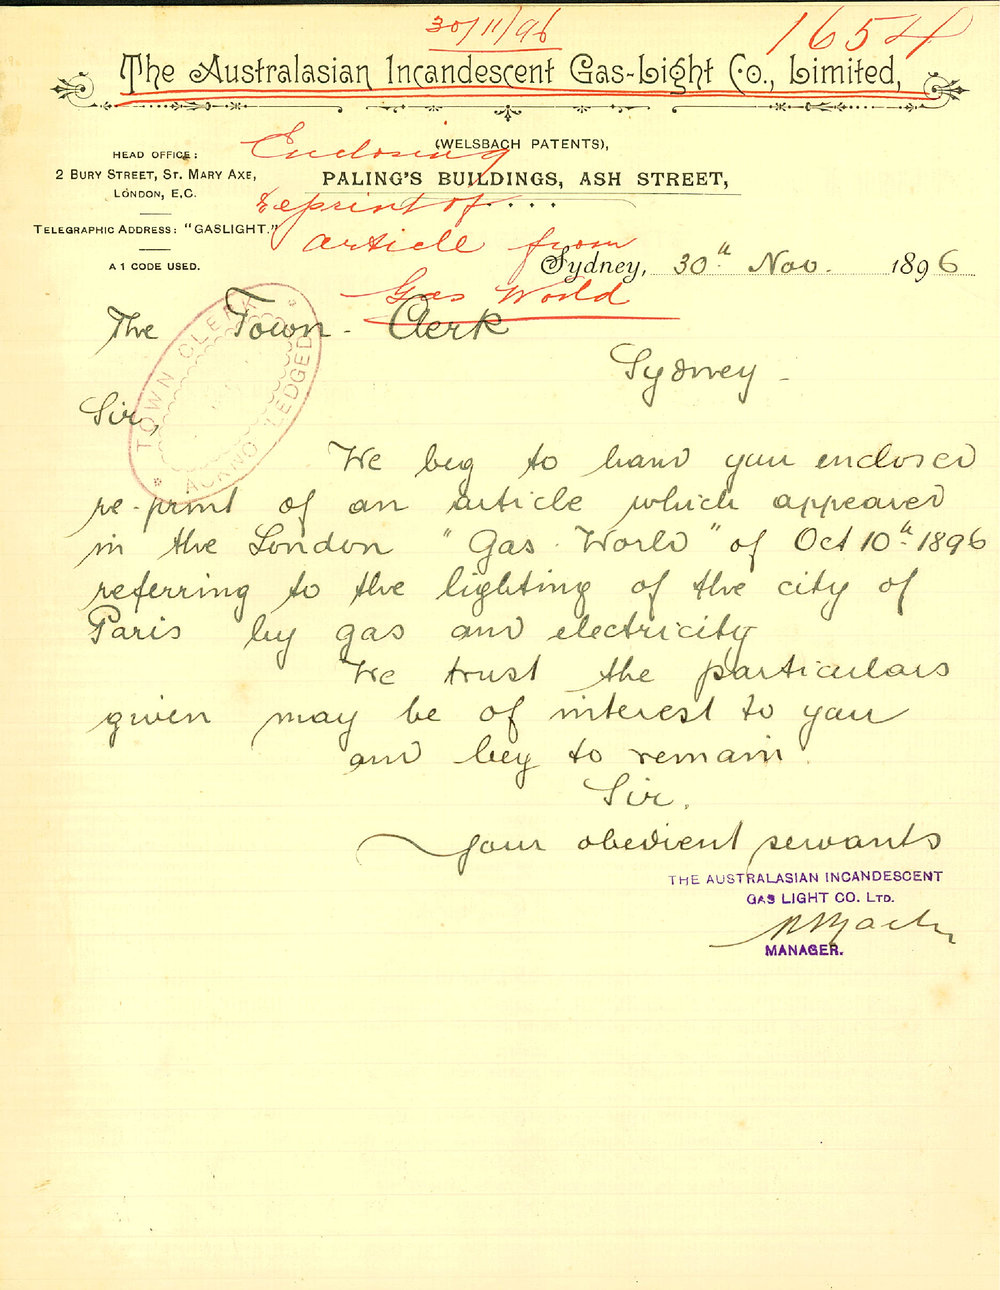 30/11/96
1654
The Australasian Incandescent Gas-Light Co., Limited,
(WELSBACH PATENTS),
PALING'S BUILDINGS, ASH STREET,
HEAD OFFICE:
2 BURY STREET, ST. MARY AXE,
LONDON, E.C.
TELEGRAPHIC ADDRESS: "GASLIGHT."
A 1 CODE USED.
Enclosing
reprint of
article from
Gas World
Sydney, 30th Nov. 1896
The Town-Clerk
Sydney-
TOWN CLERK
ACKNOWLEDGED
Sir,
We beg to hand you enclosed
re-print of an article which appeared
in the London "Gas World" of Oct 10th 1896
referring to the lighting of the city of
Paris by gas and electricity
We trust the particulars
given may be of interest to you
and beg to remain
Sir.
Your obedient servants
THE AUSTRALASIAN INCANDESCENT
GAS LIGHT CO. LTD.
MANAGER.